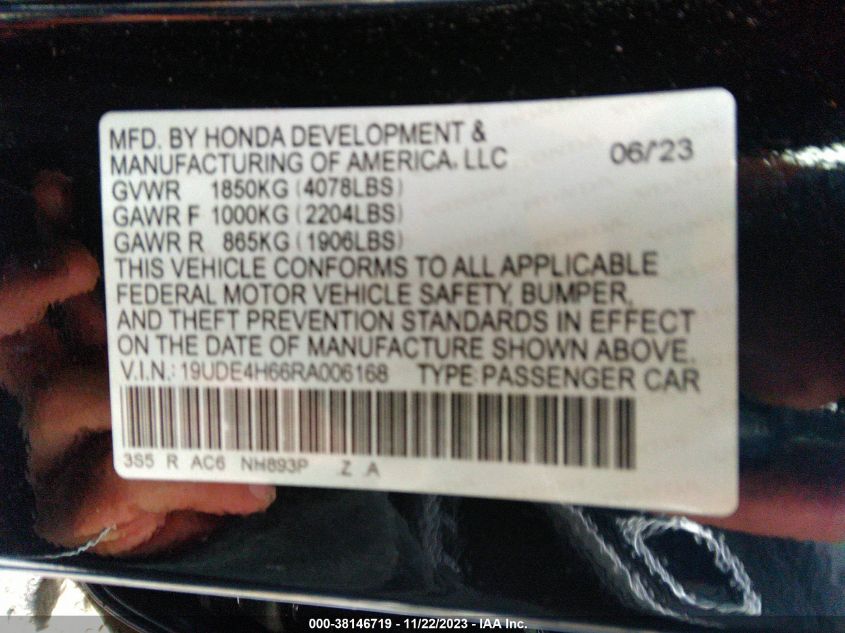 MFD. BY HONDA DEVELOPMENT &
MANUFACTURING OF AMERICA, LLC 06/'23
GVWR 1850KG (4078LBS)
GAWR F 1000KG (2204LBS)
GAWR R 865KG (1906LBS)
THIS VEHICLE CONFORMS TO ALL APPLICABLE
FEDERAL MOTOR VEHICLE SAFETY, BUMPER,
AND THEFT PREVENTION STANDARDS IN EFFECT
ON THE DATE OF MANUFACTURE SHOWN ABOVE.
V.I.N.: 19UDE4H66RA006168 TYPE: PASSENGER CAR
3S5 R AC6 NH893P Z A
000-38146719 - 11/22/2023 - IAA Inc.